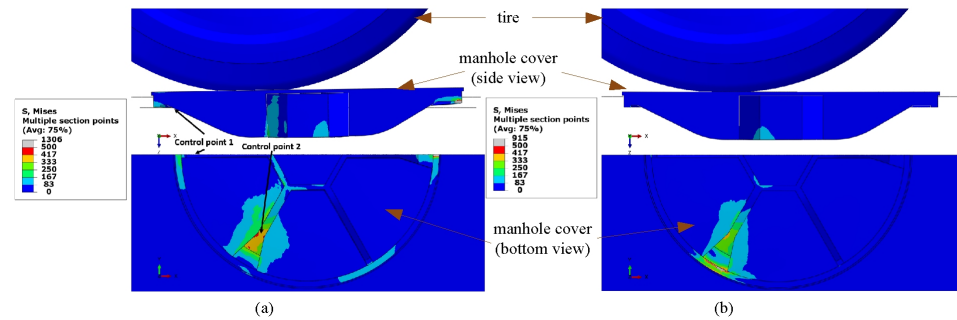 tire
manhole cover
(side view)
S, Mises
Multiple section points
(Avg: 75%)
1306
500
417
333
250
167
83
0
Control point 1
Control point 2
S, Mises
Multiple section points
(Avg: 75%)
915
500
417
333
250
167
83
0
manhole cover
(bottom view)
(a)
(b)